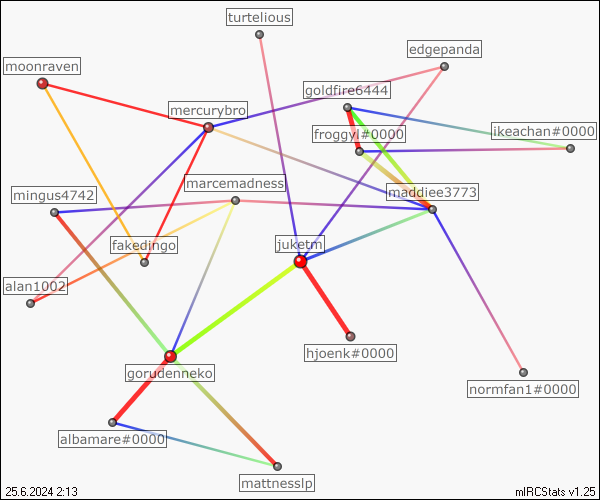 turtelious
edgepanda
moonraven
goldfire6444
mercurybro
froggyi#0000
ikeachan#0000
marcemadness
maddiee3773
mingus4742
fakedingo
juketm
alan1002
hjoenk#0000
gorudenneko
normfan1#0000
albamare#0000
mattnesslp
25.6.2024 2:13
mIRCStats v1.25